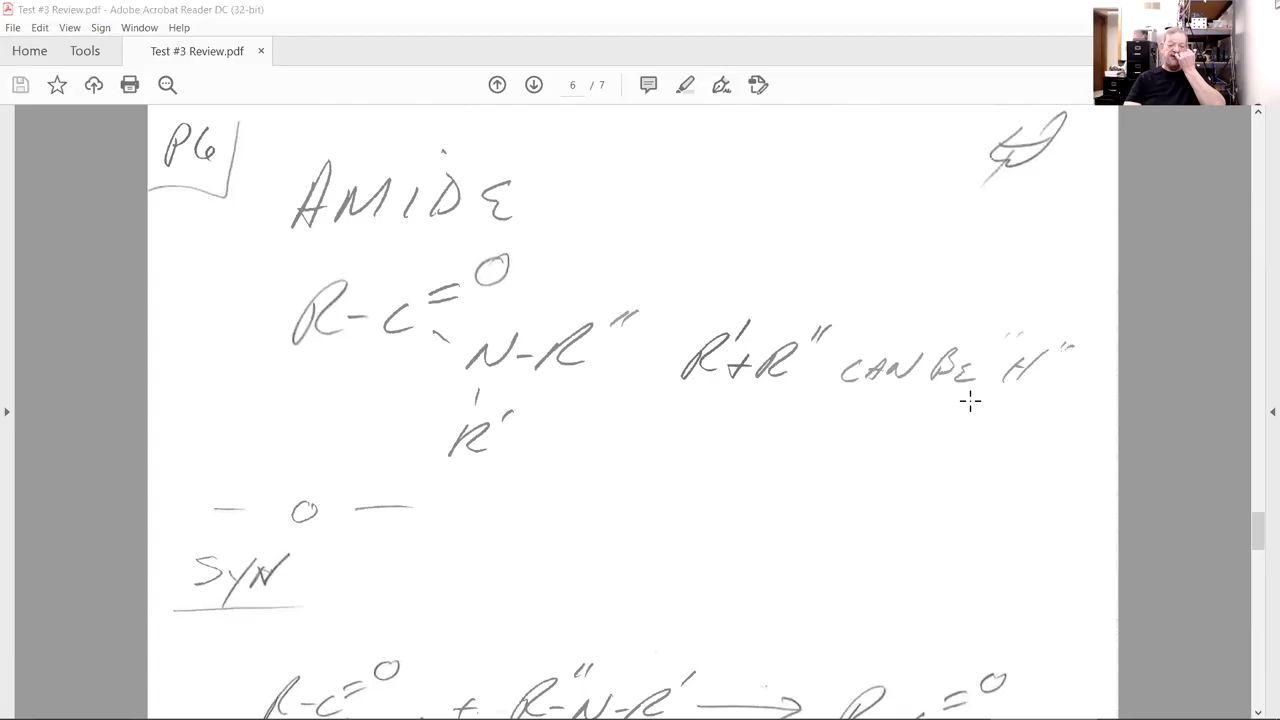 Test #3 Review.pdf - Adobe Acrobat Reader DC (32-bit)
File Edit View Sign Window Help
Home Tools Test #3 Review.pdf ×
6 / 7
P6
AMIDE
R-C=O
N-R"
R'
R'+R" CAN BE "H"
— O —
SYN
R-C=O + R"-N-R' → R C=O